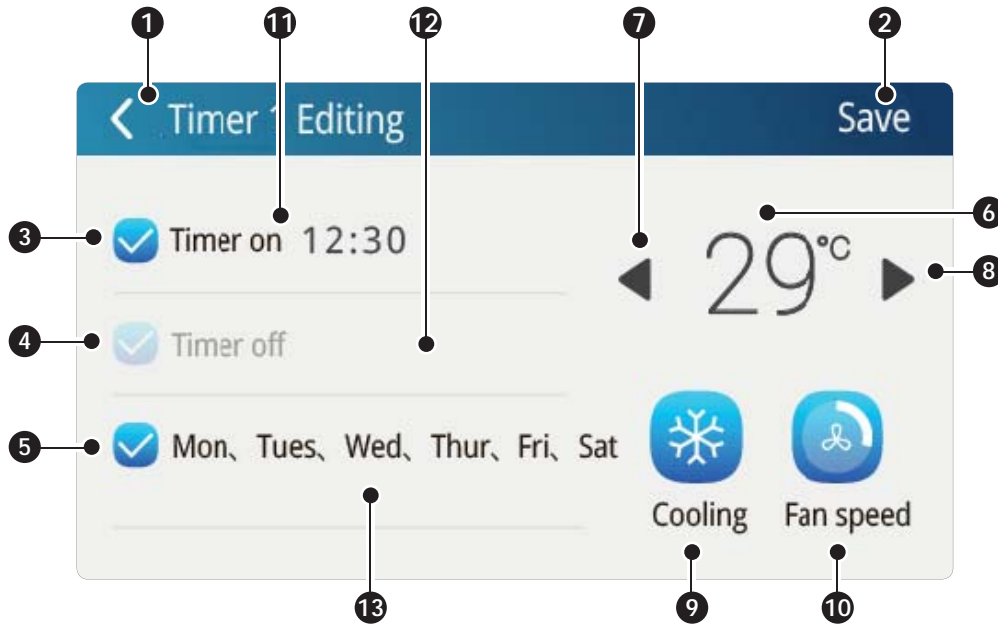 1 11 12 7 2
Timer 1 Editing Save
3 Timer on 12:30 29°C 6
8
4 Timer off 12
5 Mon、Tues、Wed、Thur、Fri、Sat
Cooling Fan speed
13 9 10